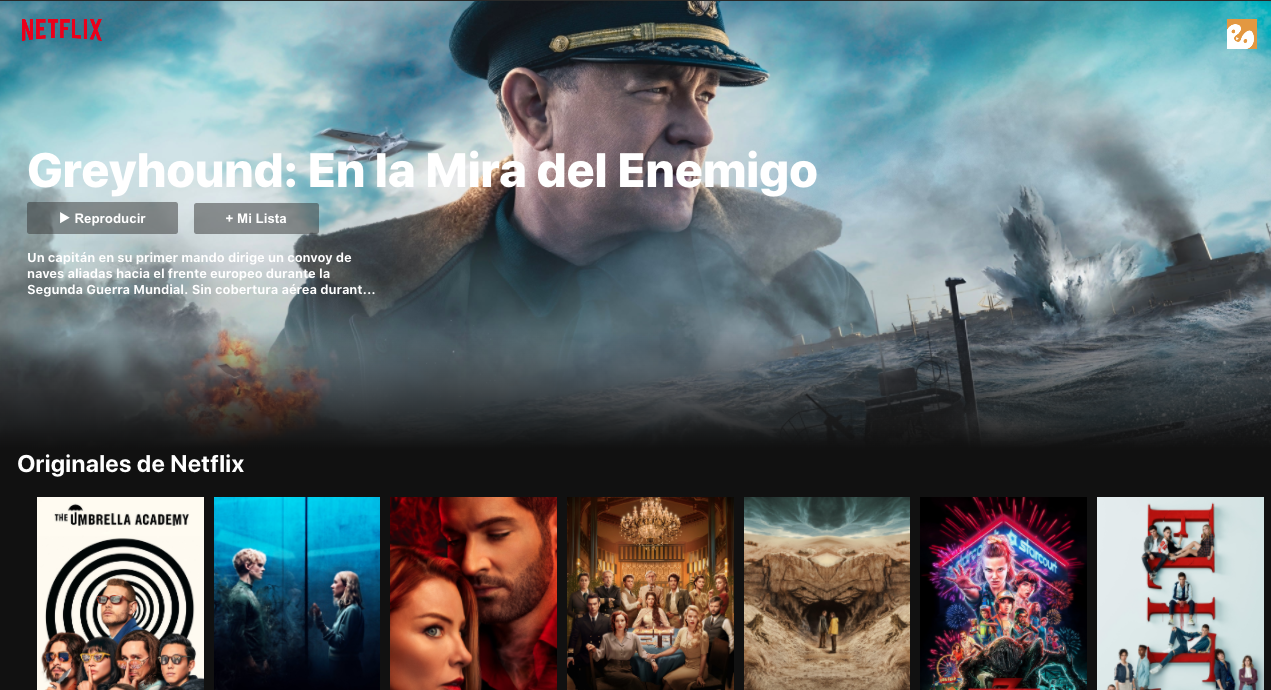 NETFLIX
Greyhound: En la Mira del Enemigo
▶ Reproducir
+ Mi Lista
Un capitán en su primer mando dirige un convoy de
naves aliadas hacia el frente europeo durante la
Segunda Guerra Mundial. Sin cobertura aérea durant...
Originales de Netflix
THE UMBRELLA ACADEMY
starcourt